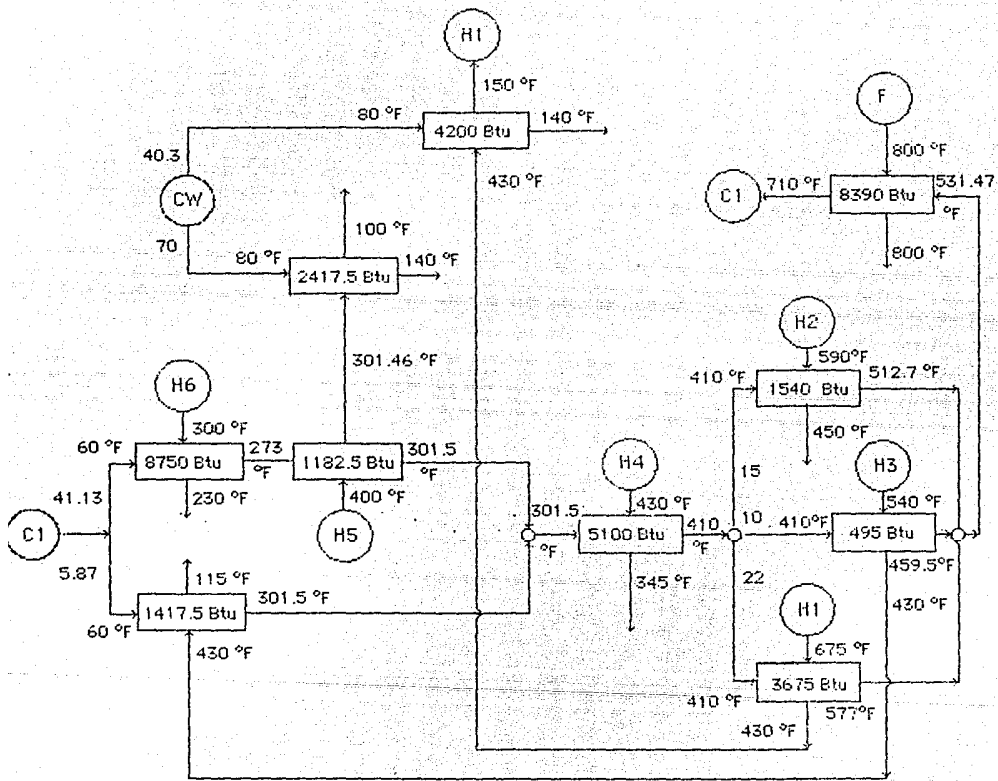 H1
150 °F
80 °F
4200 Btu
140 °F
40.3
430 °F
CW
70
100 °F
80 °F
2417.5 Btu
140 °F
F
800 °F
C1
710 °F
8390 Btu
531.47
°F
800 °F
301.46 °F
H2
590°F
410 °F
1540 Btu
512.7 °F
450 °F
H6
300 °F
60 °F
8750 Btu
273
°F
1182.5 Btu
301.5
°F
230 °F
400 °F
H5
41.13
C1
5.87
115 °F
60 °F
1417.5 Btu
301.5 °F
430 °F
H4
430 °F
301.5
°F
5100 Btu
410
°F
345 °F
15
10
22
H3
540 °F
410°F
495 Btu
459.5°F
430 °F
H1
675 °F
410 °F
3675 Btu
577°F
430 °F